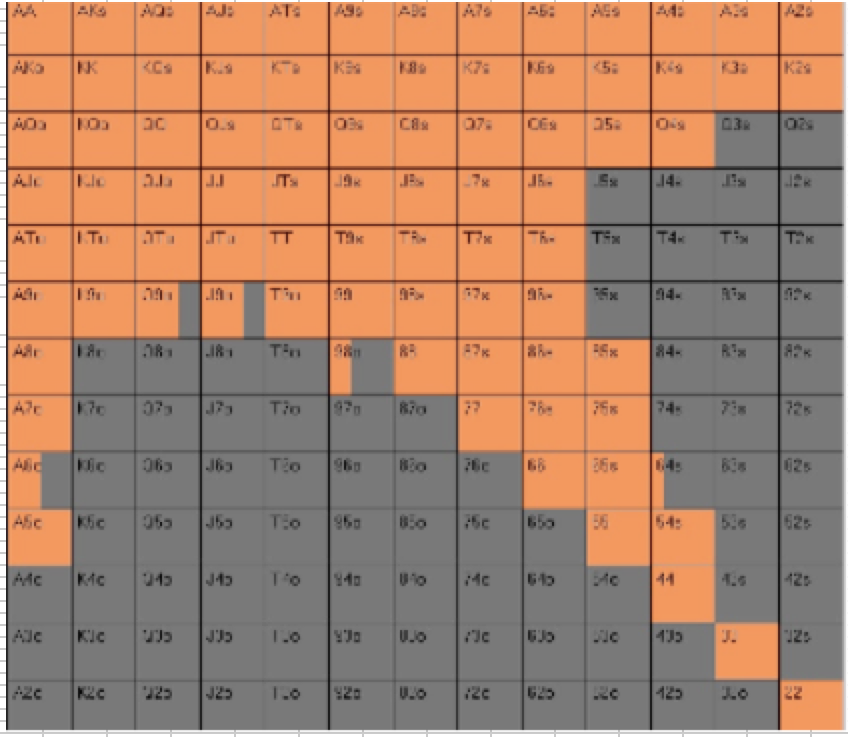 AA AKs AQs AJs ATs A9s A8s A7s A6s A5s A4s A3s A2s
AKo KK KQs KJs KTs K9s K8s K7s K6s K5s K4s K3s K2s
AQo KQo QQ QJs QTs Q9s Q8s Q7s Q6s Q5s Q4s Q3s Q2s
AJo KJo QJo JJ JTs J9s J8s J7s J6s J5s J4s J3s J2s
ATo KTo QTo JTo TT T9s T8s T7s T6s T5s T4s T3s T2s
A9o K9o Q9o J9o T9o 99 98s 97s 96s 95s 94s 93s 92s
A8o K8o Q8o J8o T8o 98o 88 87s 86s 85s 84s 83s 82s
A7o K7o Q7o J7o T7o 97o 87o 77 76s 75s 74s 73s 72s
A6o K6o Q6o J6o T6o 96o 86o 76o 66 65s 64s 63s 62s
A5o K5o Q5o J5o T5o 95o 85o 75o 65o 55 54s 53s 52s
A4o K4o Q4o J4o T4o 94o 84o 74o 64o 54o 44 43s 42s
A3o K3o Q3o J3o T3o 93o 83o 73o 63o 53o 43o 33 32s
A2o K2o Q2o J2o T2o 92o 82o 72o 62o 52o 42o 32o 22